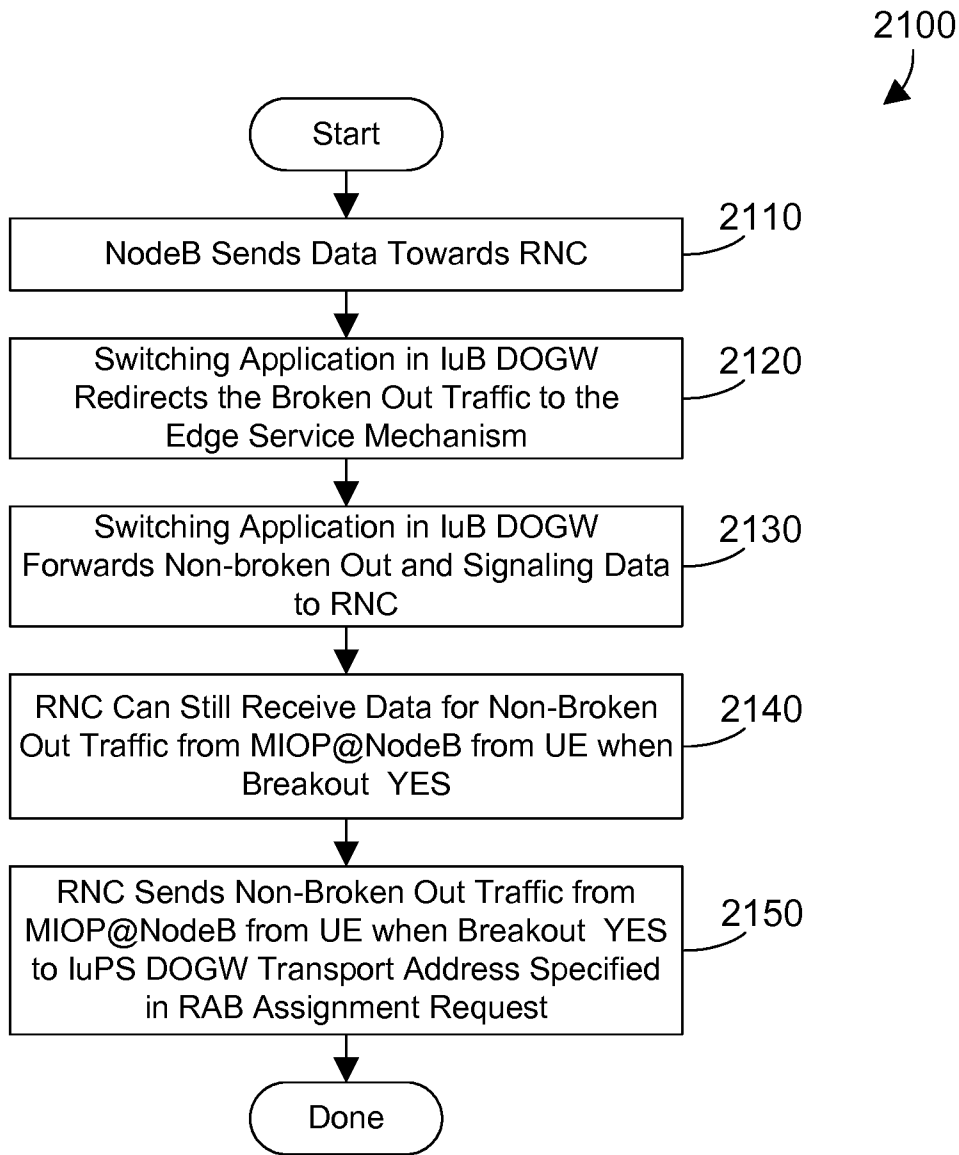 2100
Start
NodeB Sends Data Towards RNC
2110
Switching Application in IuB DOGW
Redirects the Broken Out Traffic to the
Edge Service Mechanism
2120
Switching Application in IuB DOGW
Forwards Non-broken Out and Signaling Data
to RNC
2130
RNC Can Still Receive Data for Non-Broken
Out Traffic from MIOP@NodeB from UE when
Breakout  YES
2140
RNC Sends Non-Broken Out Traffic from
MIOP@NodeB from UE when Breakout  YES
to IuPS DOGW Transport Address Specified
in RAB Assignment Request
2150
Done